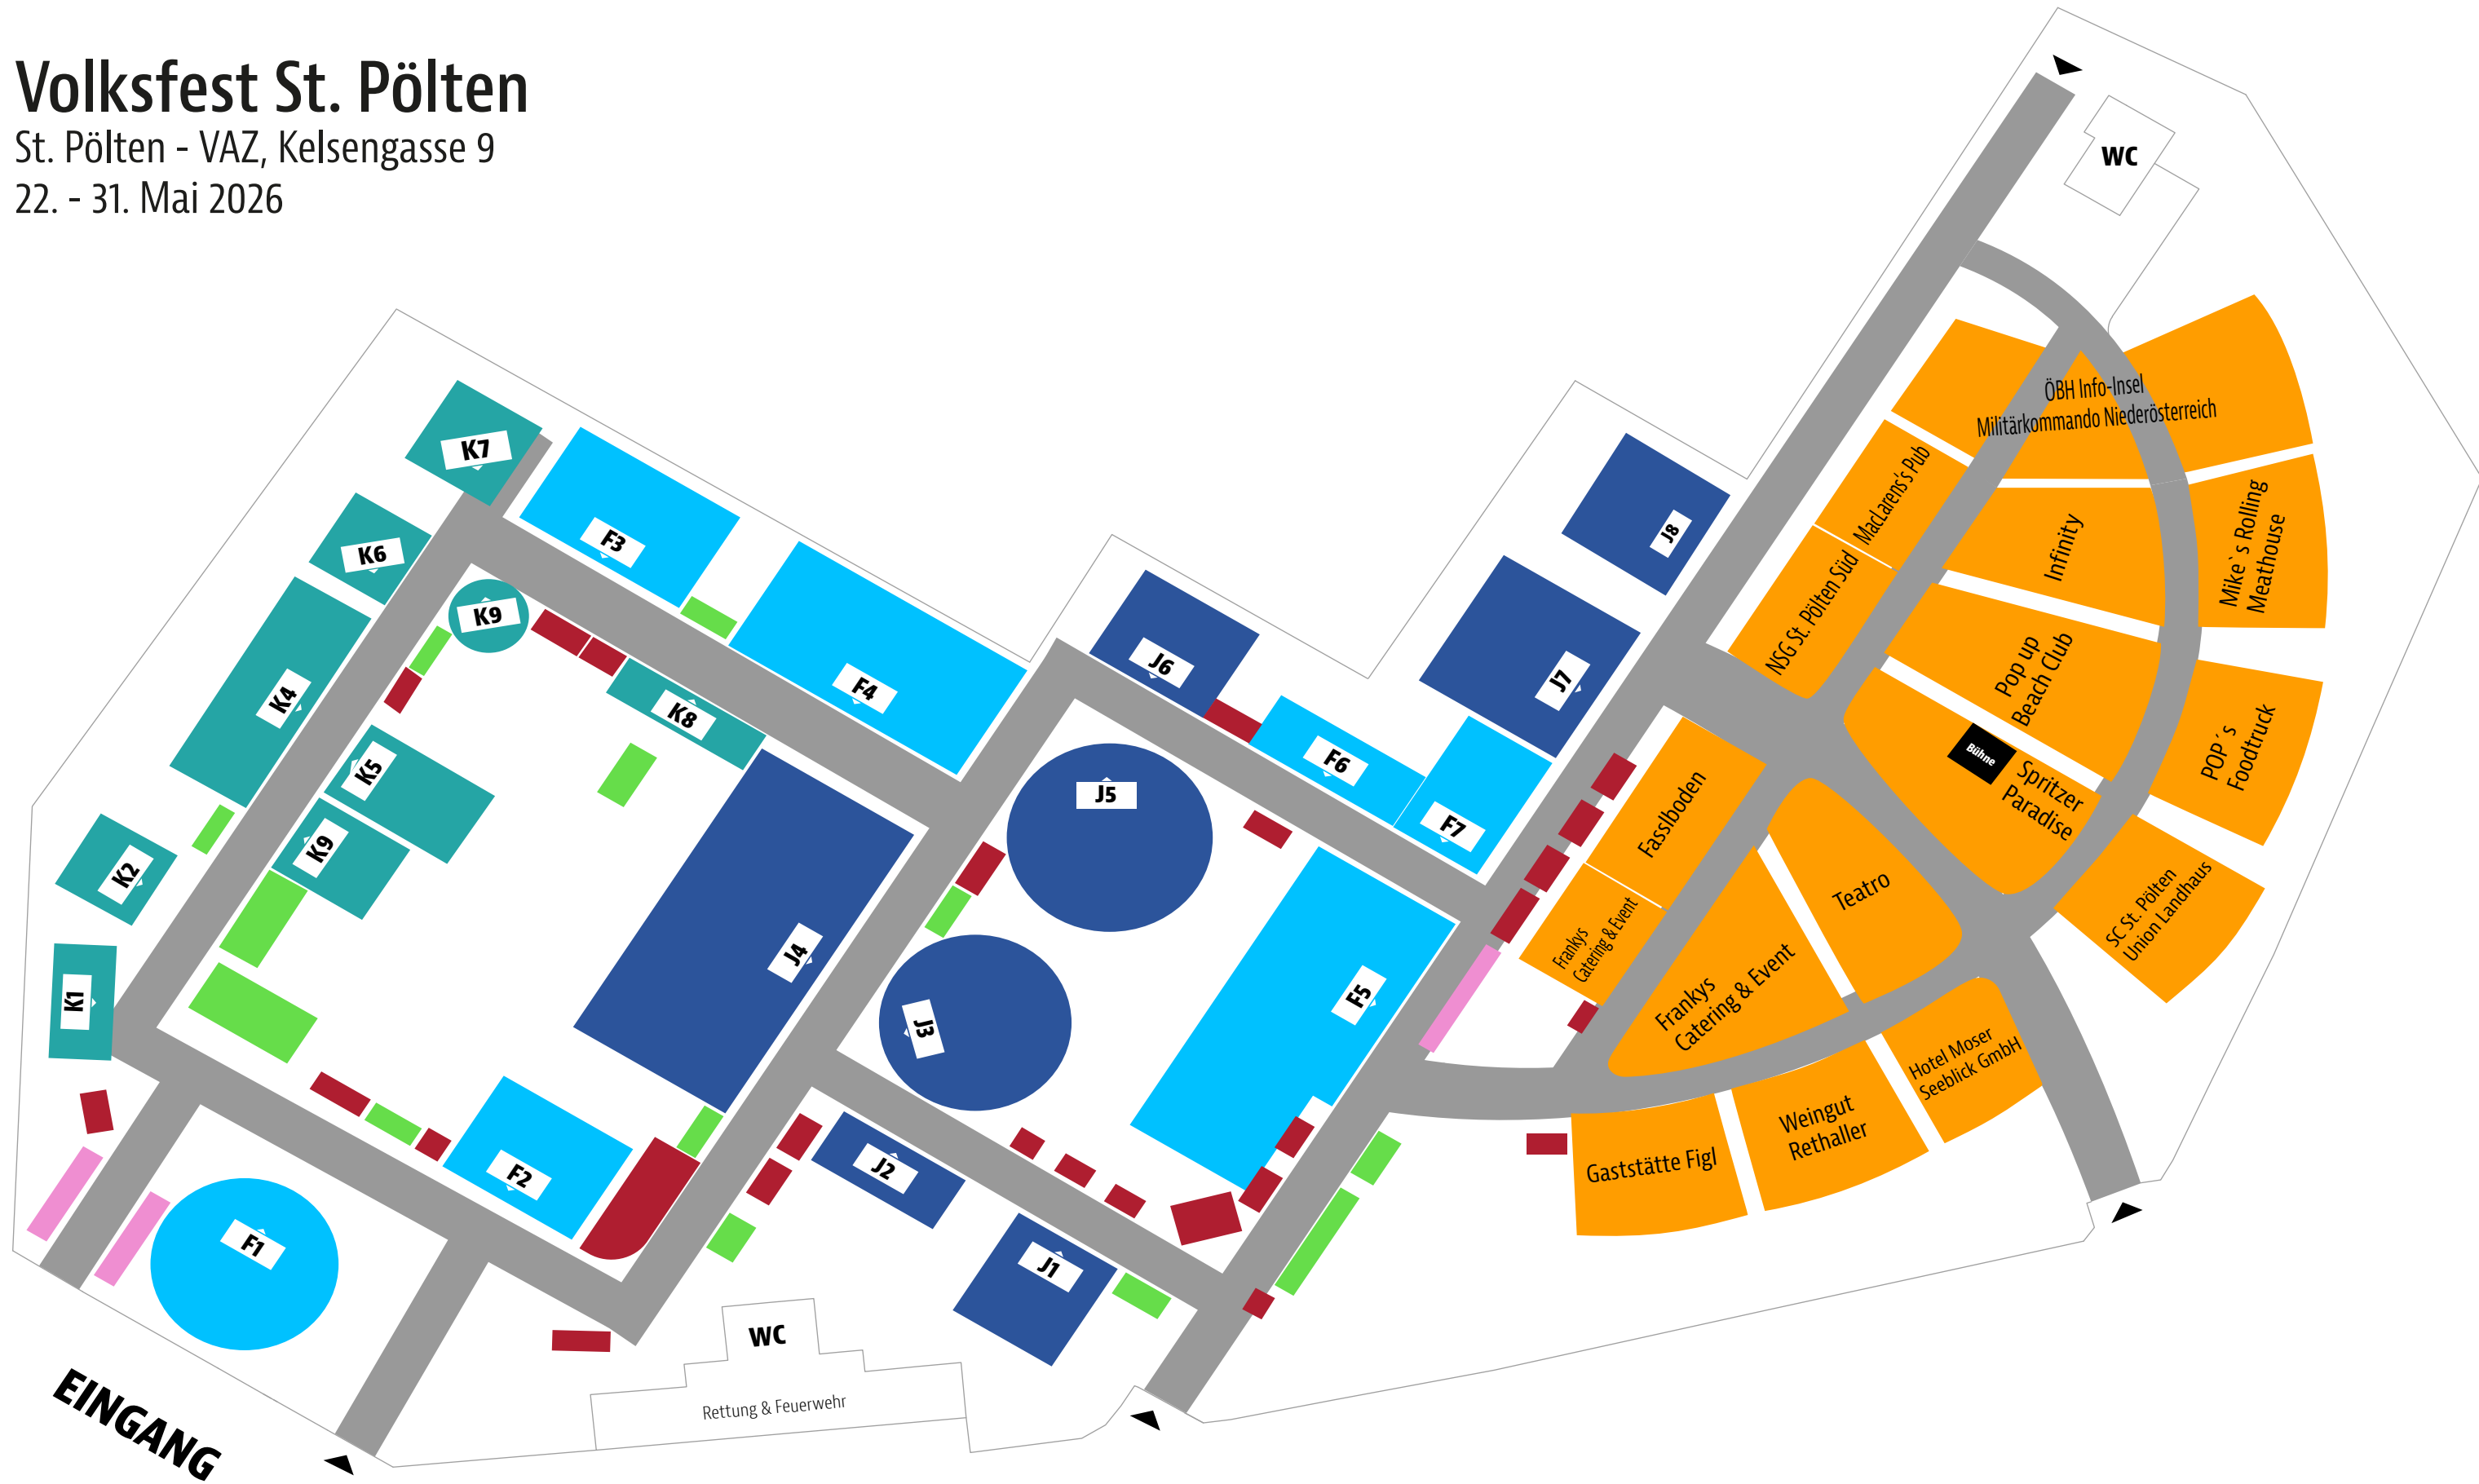 Volksfest St. Pölten
St. Pölten - VAZ, Kelsengasse 9
22. - 31. Mai 2026
WC
ÖBH Info-Insel
Militärkommando Niederösterreich
MacLarens's Pub
NSG St. Pölten Süd
Infinity
Mike`s Rolling
Meathouse
Pop up
Beach Club
POP´s
Foodtruck
Bühne
Spritzer
Paradise
SC St. Pölten
Union Landhaus
Fasslboden
Frankys
Catering & Event
Teatro
Frankys
Catering & Event
Hotel Moser
Seeblick GmbH
Weingut
Rethaller
Gaststätte Figl
K7
K6
K9
K4
K5
K9
K2
K1
K8
F3
F4
J6
J8
J7
F6
F7
J5
J4
J3
F5
F2
J2
J1
F1
WC
Rettung & Feuerwehr
EINGANG